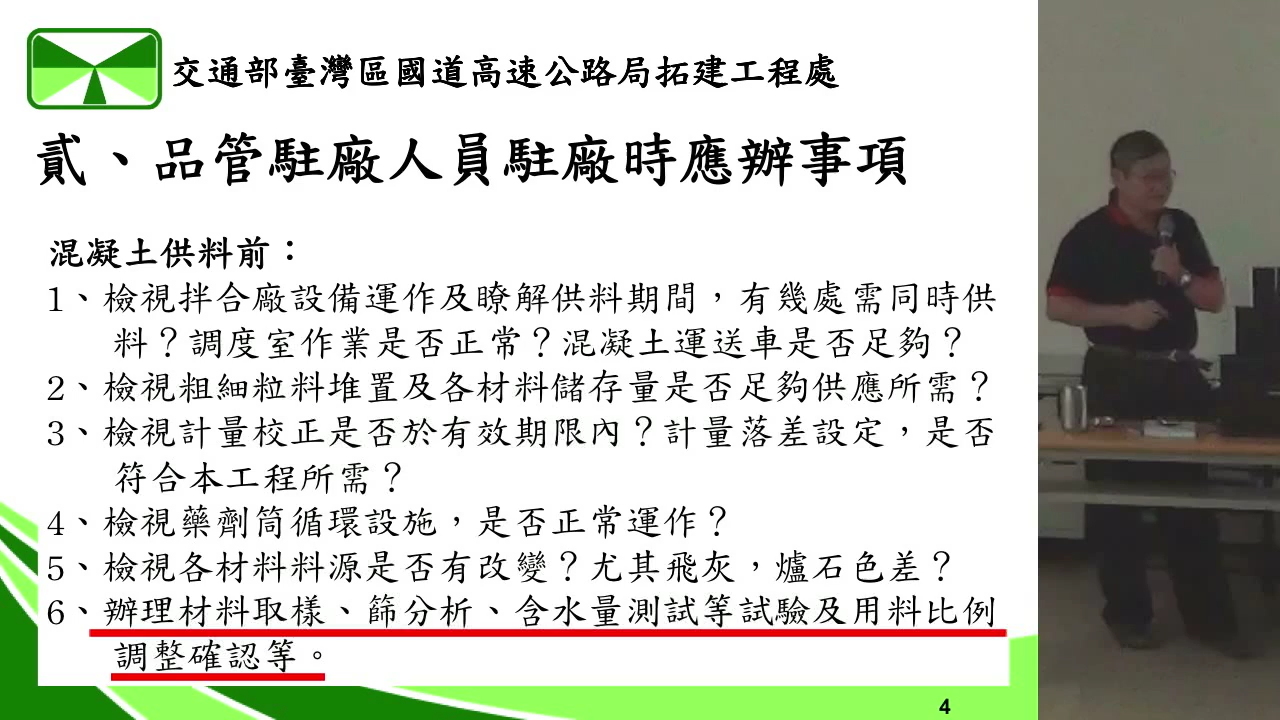 交通部臺灣區國道高速公路局拓建工程處
貳、品管駐廠人員駐廠時應辦事項
混凝土供料前：
1、檢視拌合廠設備運作及瞭解供料期間，有幾處需同時供
料？調度室作業是否正常？混凝土運送車是否足夠？
2、檢視粗細粒料堆置及各材料儲存量是否足夠供應所需？
3、檢視計量校正是否於有效期限內？計量落差設定，是否
符合本工程所需？
4、檢視藥劑筒循環設施，是否正常運作？
5、檢視各材料料源是否有改變？尤其飛灰，爐石色差？
6、辦理材料取樣、篩分析、含水量測試等試驗及用料比例
調整確認等。
4